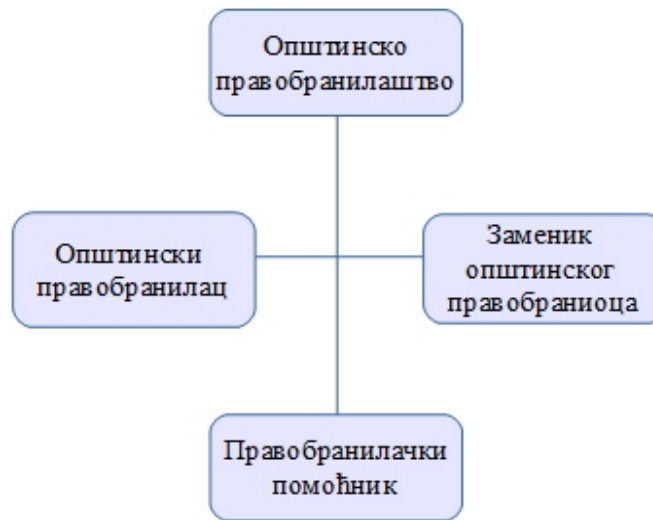 Општинско
правобранилаштво
Општински
правобранилац
Заменик
општинског
правобраниоца
Правобранилачки
помоћник